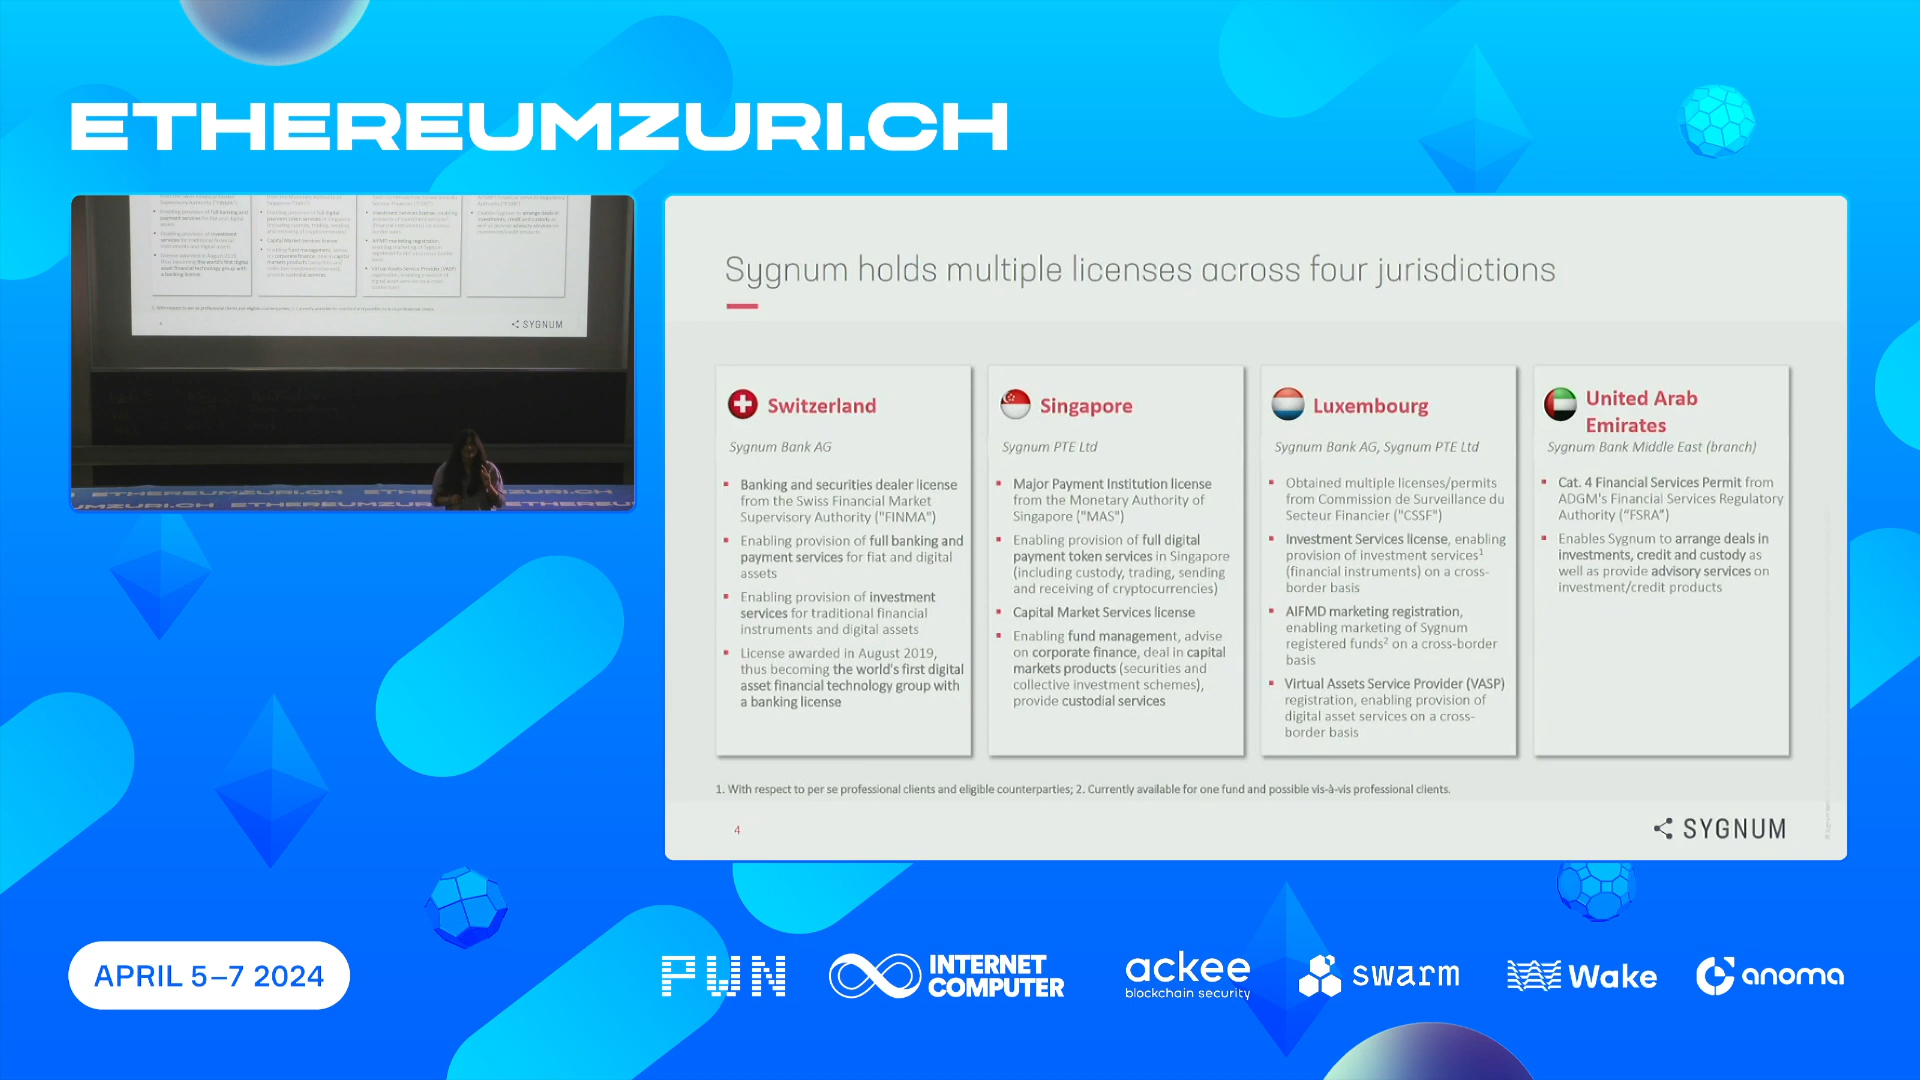 ETHEREUMZURI.CH
Sygnum holds multiple licenses across four jurisdictions
Switzerland
Sygnum Bank AG
Banking and securities dealer license
from the Swiss Financial Market
Supervisory Authority ("FINMA")
Enabling provision of full banking and
payment services for fiat and digital
assets
Enabling provision of investment
services for traditional financial
instruments and digital assets
License awarded in August 2019,
thus becoming the world's first digital
asset financial technology group with
a banking license
Singapore
Sygnum PTE Ltd
Major Payment Institution license
from the Monetary Authority of
Singapore ("MAS")
Enabling provision of full digital
payment token services in Singapore
(including custody, trading, sending
and receiving of cryptocurrencies)
Capital Market Services license
Enabling fund management, advise
on corporate finance, deal in capital
markets products (securities and
collective investment schemes),
provide custodial services
Luxembourg
Sygnum Bank AG, Sygnum PTE Ltd
Obtained multiple licenses/permits
from Commission de Surveillance du
Secteur Financier ("CSSF")
Investment Services license, enabling
provision of investment services¹
(financial instruments) on a cross-
border basis
AIFMD marketing registration,
enabling marketing of Sygnum
registered funds² on a cross-border
basis
Virtual Assets Service Provider (VASP)
registration, enabling provision of
digital asset services on a cross-
border basis
United Arab
Emirates
Sygnum Bank Middle East (branch)
Cat. 4 Financial Services Permit from
ADGM's Financial Services Regulatory
Authority ("FSRA")
Enables Sygnum to arrange deals in
investments, credit and custody as
well as provide advisory services on
investment/credit products
1. With respect to per se professional clients and eligible counterparties; 2. Currently available for one fund and possible vis-à-vis professional clients.
4
SYGNUM
SYGNUM
ETHEREUMZURI.CH
ETHEREUMZURI.CH
APRIL 5–7 2024
PWN
INTERNET
COMPUTER
ackee
blockchain security
swarm
Wake
anoma